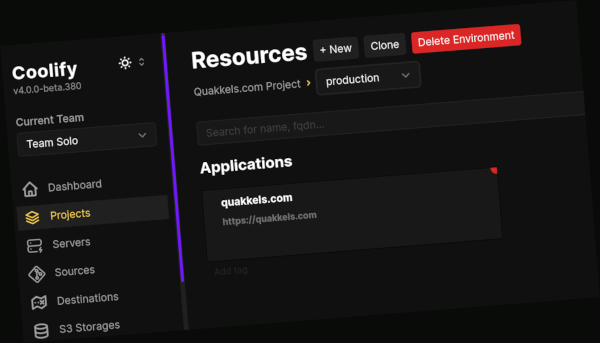 Coolify
v4.0.0-beta.380
Current Team
Team Solo
Dashboard
Projects
Servers
Sources
Destinations
S3 Storages
Resources
+ New
Clone
Delete Environment
Quakkels.com Project
production
Search for name, fqdn...
Applications
quakkels.com
https://quakkels.com
Add tag